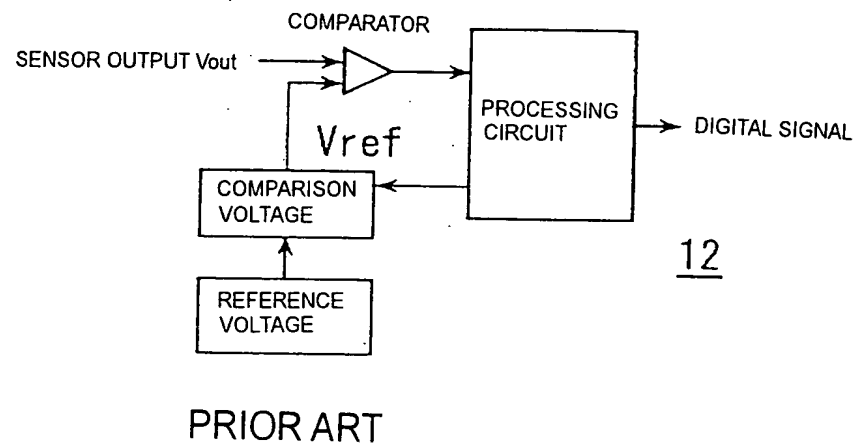 COMPARATOR
SENSOR OUTPUT Vout
PROCESSING
CIRCUIT
DIGITAL SIGNAL
Vref
COMPARISON
VOLTAGE
12
REFERENCE
VOLTAGE
PRIOR ART